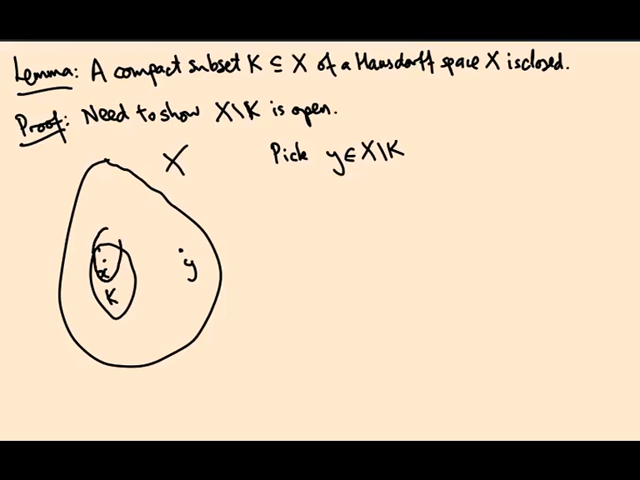 Lemma: A compact subset K ⊆ X of a Hausdorff space X is closed.
Proof: Need to show X\K is open.
X
Pick y∈X\K
x
y
K